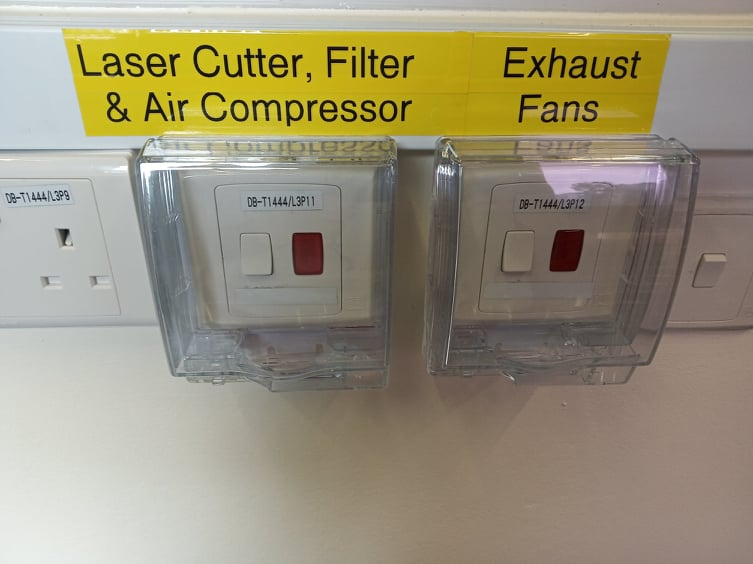 Laser Cutter, Filter
& Air Compressor
Exhaust
Fans
DB-T1444/L3P9
DB-T1444/L3P11
DB-T1444/L3P12